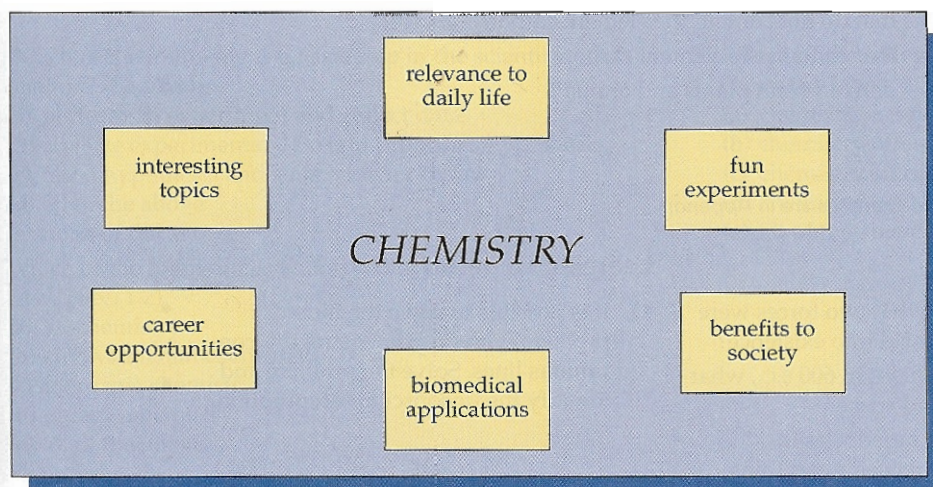 relevance to
daily life
interesting
topics
fun
experiments
CHEMISTRY
career
opportunities
benefits to
society
biomedical
applications